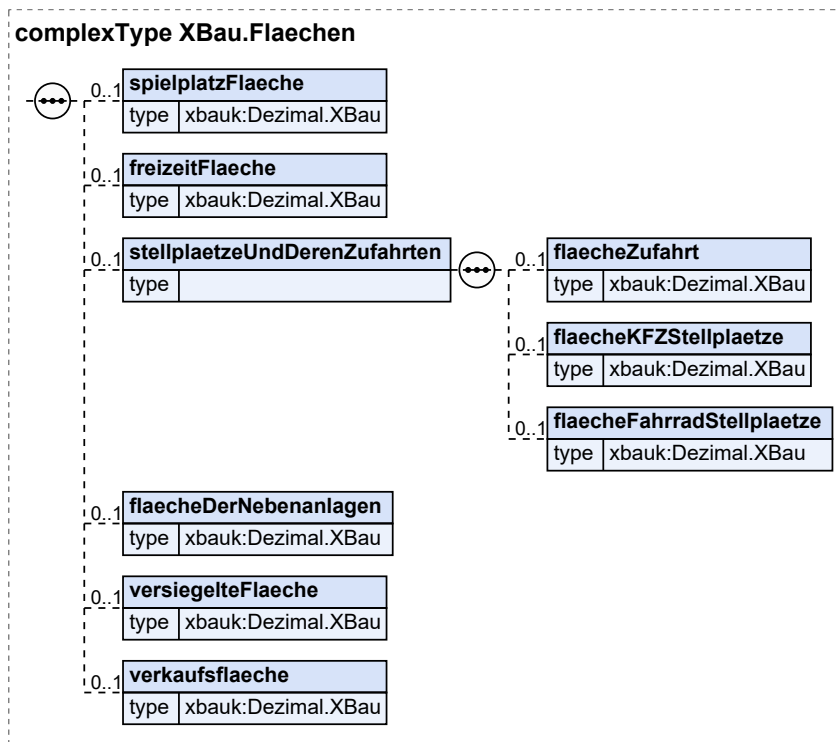 complexType XBau.Flaechen
0..1 spielplatzFlaeche
type xbauk:Dezimal.XBau
0..1 freizeitFlaeche
type xbauk:Dezimal.XBau
0..1 stellplaetzeUndDerenZufahrten
type
0..1 flaecheZufahrt
type xbauk:Dezimal.XBau
0..1 flaecheKFZStellplaetze
type xbauk:Dezimal.XBau
0..1 flaecheFahrradStellplaetze
type xbauk:Dezimal.XBau
0..1 flaecheDerNebenanlagen
type xbauk:Dezimal.XBau
0..1 versiegelteFlaeche
type xbauk:Dezimal.XBau
0..1 verkaufsflaeche
type xbauk:Dezimal.XBau